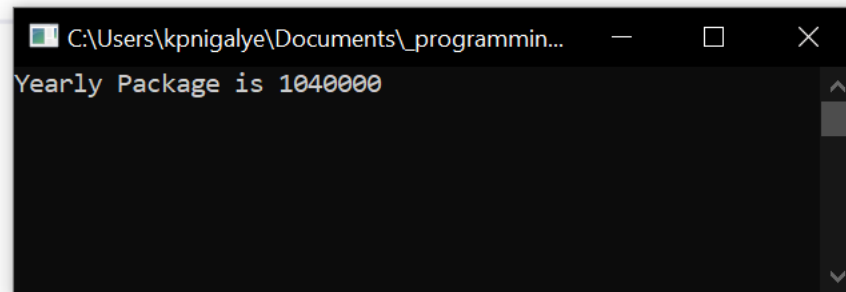 C:\Users\kpnigalye\Documents\_programmin...
Yearly Package is 1040000